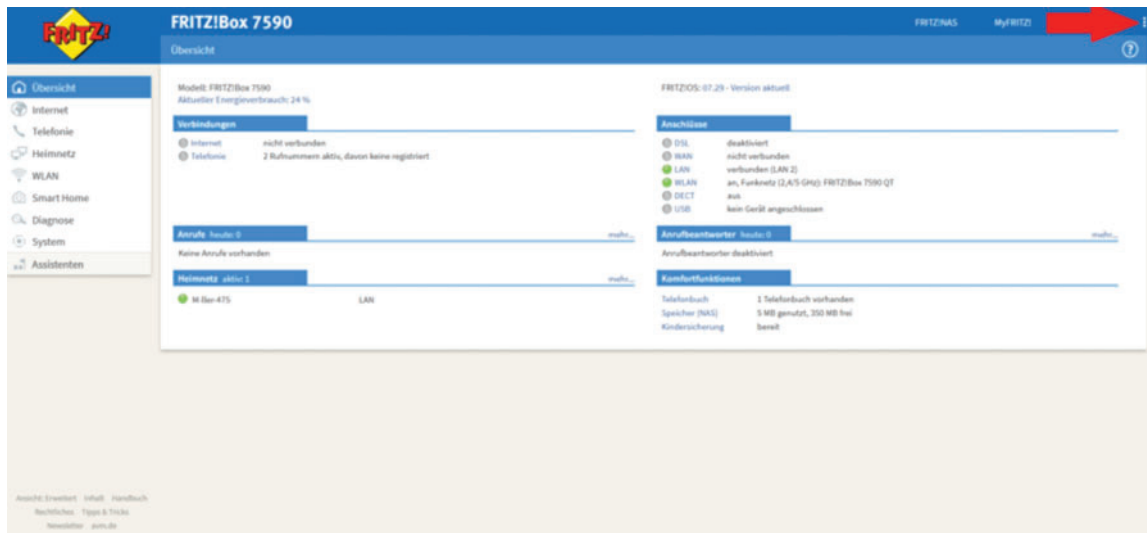 FRITZ!
FRITZ!Box 7590
FRITZ!NAS MyFRITZ!
Übersicht
Übersicht
Internet
Telefonie
Heimnetz
WLAN
Smart Home
Diagnose
System
Assistenten
Modell: FRITZ!Box 7590
Aktueller Energieverbrauch: 24 %
FRITZ!OS: 07.29 - Version aktuell
Verbindungen
Internet nicht verbunden
Telefonie 2 Rufnummern aktiv, davon keine registriert
Anschlüsse
DSL deaktiviert
WAN nicht verbunden
LAN verbunden (LAN 2)
WLAN an, Funknetz (2,4/5 GHz): FRITZ!Box 7590 QT
DECT aus
USB kein Gerät angeschlossen
Anrufe heute: 0 mehr...
Keine Anrufe vorhanden
Anrufbeantworter heute: 0 mehr...
Anrufbeantworter deaktiviert
Heimnetz aktiv: 1 mehr...
M-Ber-475 LAN
Komfortfunktionen
Telefonbuch 1 Telefonbuch vorhanden
Speicher (NAS) 5 MB genutzt, 350 MB frei
Kindersicherung bereit
Ansicht: Erweitert Inhalt Handbuch
Rechtliches Tipps & Tricks
Newsletter avm.de